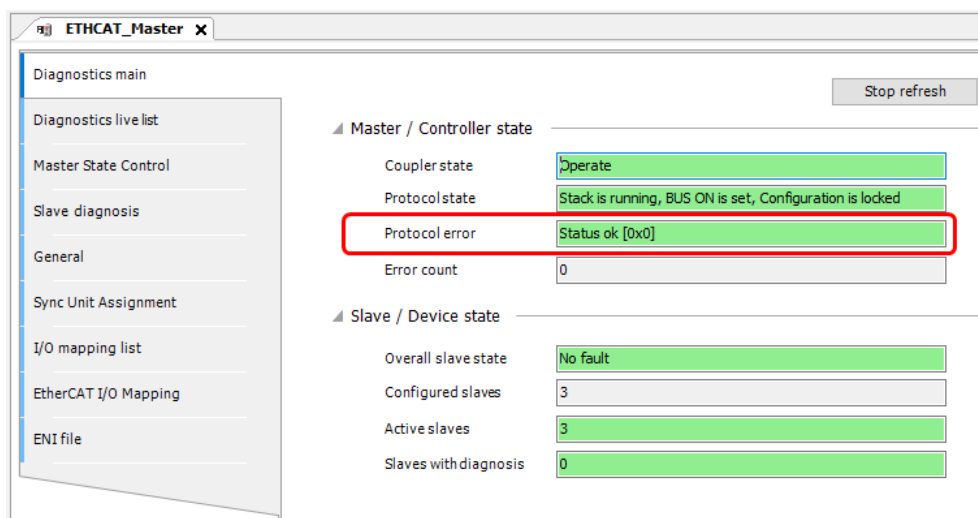 ETHCAT_Master X
Diagnostics main
Diagnostics live list
Master State Control
Slave diagnosis
General
Sync Unit Assignment
I/O mapping list
EtherCAT I/O Mapping
ENI file
Stop refresh
Master / Controller state
Coupler state Operate
Protocol state Stack is running, BUS ON is set, Configuration is locked
Protocol error Status ok [0x0]
Error count 0
Slave / Device state
Overall slave state No fault
Configured slaves 3
Active slaves 3
Slaves with diagnosis 0